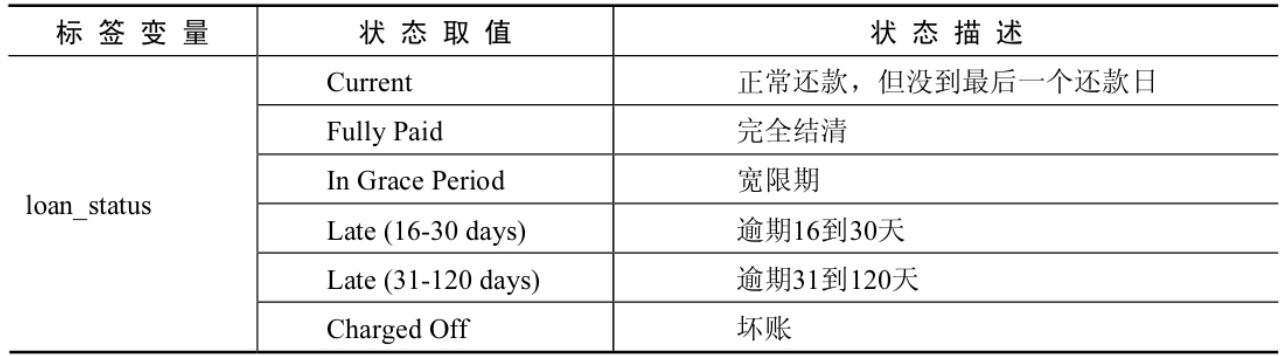 标签变量 状态取值 状态描述
Current 正常还款，但没到最后一个还款日
Fully Paid 完全结清
In Grace Period 宽限期
loan_status
Late (16-30 days) 逾期16到30天
Late (31-120 days) 逾期31到120天
Charged Off 坏账